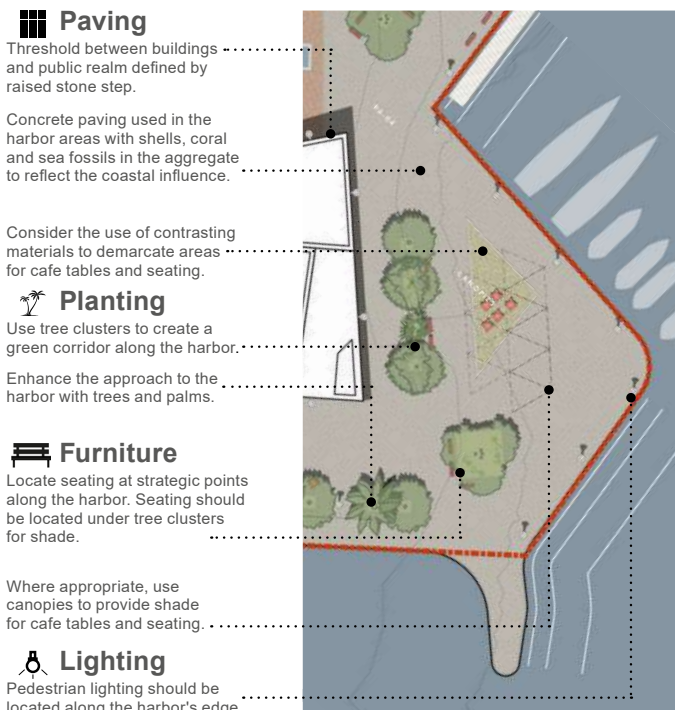 Paving
Threshold between buildings
and public realm defined by
raised stone step.
Concrete paving used in the
harbor areas with shells, coral
and sea fossils in the aggregate
to reflect the coastal influence.
Consider the use of contrasting
materials to demarcate areas
for cafe tables and seating.
Planting
Use tree clusters to create a
green corridor along the harbor.
Enhance the approach to the
harbor with trees and palms.
Furniture
Locate seating at strategic points
along the harbor. Seating should
be located under tree clusters
for shade.
Where appropriate, use
canopies to provide shade
for cafe tables and seating.
Lighting
Pedestrian lighting should be
located along the harbor's edge